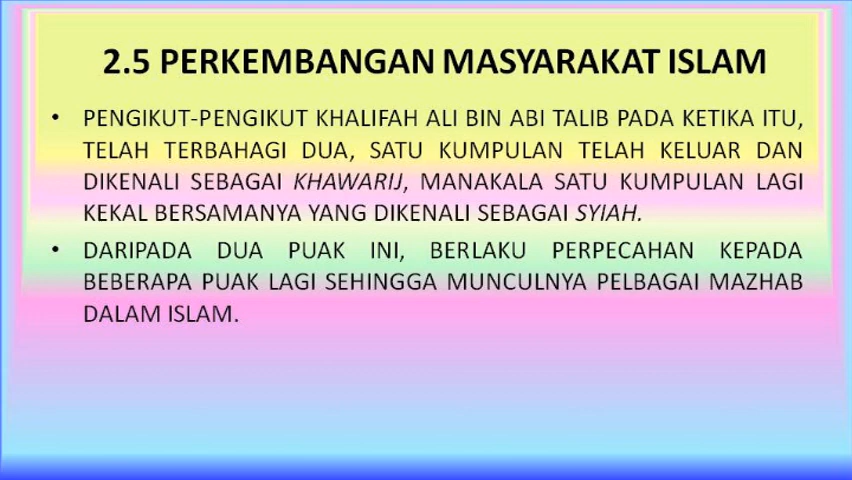 2.5 PERKEMBANGAN MASYARAKAT ISLAM
• PENGIKUT-PENGIKUT KHALIFAH ALI BIN ABI TALIB PADA KETIKA ITU,
TELAH TERBAHAGI DUA, SATU KUMPULAN TELAH KELUAR DAN
DIKENALI SEBAGAI KHAWARIJ, MANAKALA SATU KUMPULAN LAGI
KEKAL BERSAMANYA YANG DIKENALI SEBAGAI SYIAH.
• DARIPADA DUA PUAK INI, BERLAKU PERPECAHAN KEPADA
BEBERAPA PUAK LAGI SEHINGGA MUNCULNYA PELBAGAI MAZHAB
DALAM ISLAM.